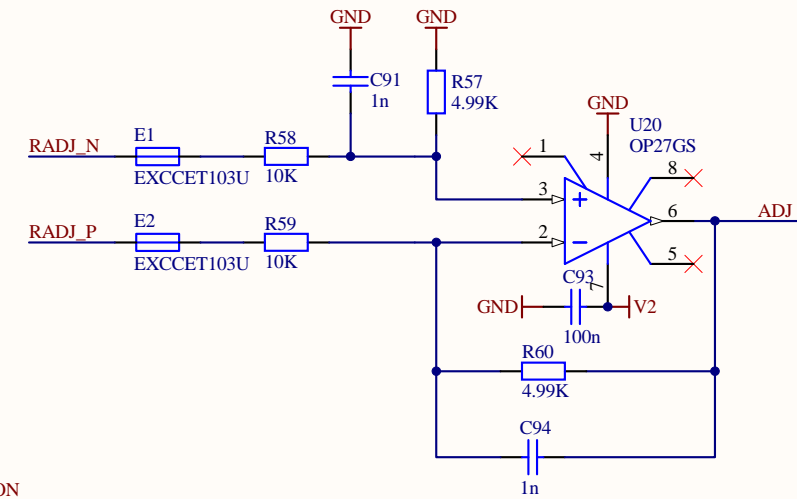 GND
GND
C91
1n
R57
4.99K
GND
U20
OP27GS
RADJ_N
E1
EXCCET103U
R58
10K
1
4
8
3
RADJ_P
E2
EXCCET103U
R59
10K
2
6
ADJ
5
C93
7
GND
V2
100n
R60
4.99K
C94
1n
ON